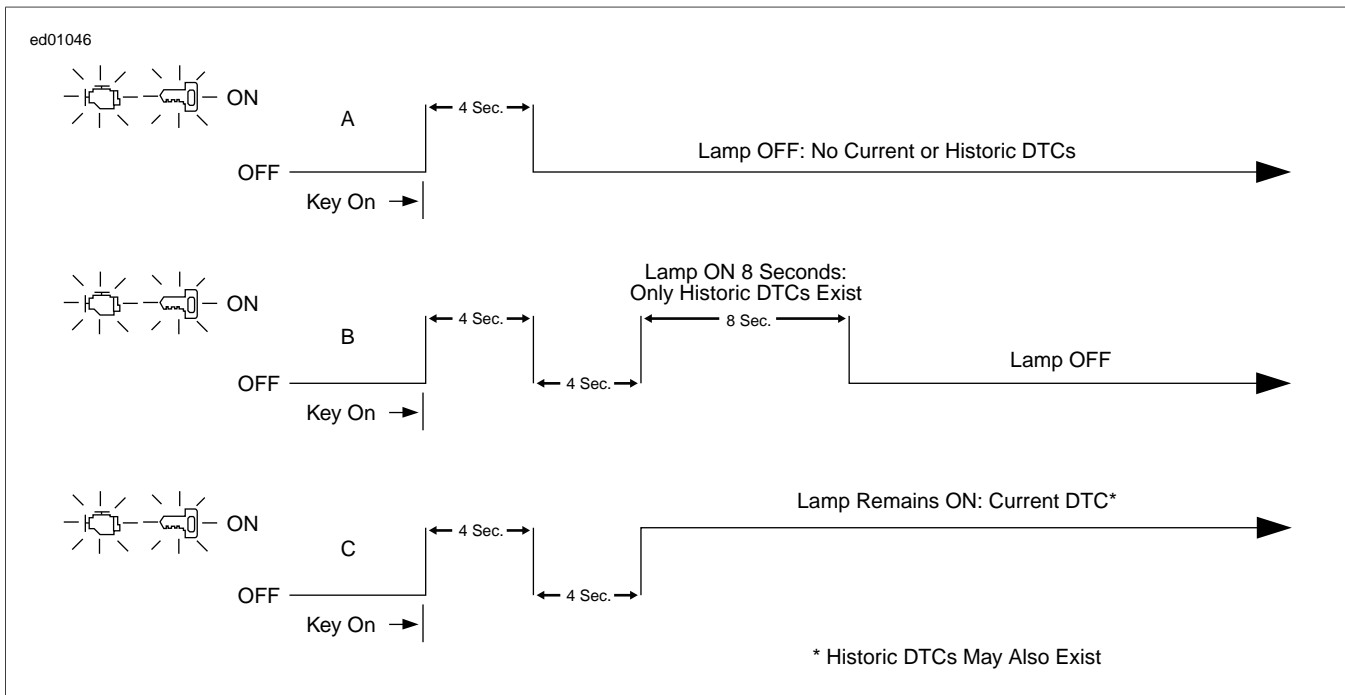 ed01046
ON
A
4 Sec.
Lamp OFF: No Current or Historic DTCs
OFF
Key On
Lamp ON 8 Seconds:
Only Historic DTCs Exist
ON
4 Sec.
8 Sec.
B
Lamp OFF
OFF
4 Sec.
Key On
Lamp Remains ON: Current DTC*
ON
4 Sec.
C
OFF
4 Sec.
Key On
* Historic DTCs May Also Exist